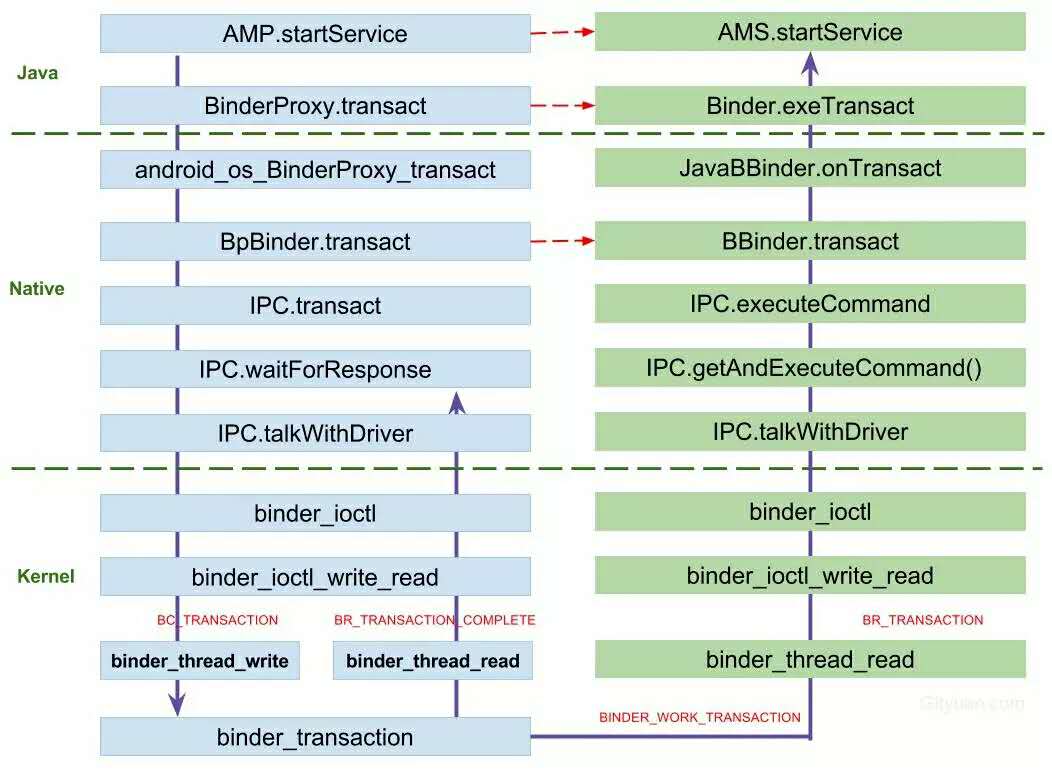 AMP.startService
AMS.startService
Java
BinderProxy.transact
Binder.exeTransact
android_os_BinderProxy_transact
JavaBBinder.onTransact
BpBinder.transact
BBinder.transact
Native
IPC.transact
IPC.executeCommand
IPC.waitForResponse
IPC.getAndExecuteCommand()
IPC.talkWithDriver
IPC.talkWithDriver
binder_ioctl
binder_ioctl
Kernel
binder_ioctl_write_read
binder_ioctl_write_read
BC_TRANSACTION
BR_TRANSACTION_COMPLETE
BR_TRANSACTION
binder_thread_write
binder_thread_read
binder_thread_read
Gityuan.com
BINDER_WORK_TRANSACTION
binder_transaction